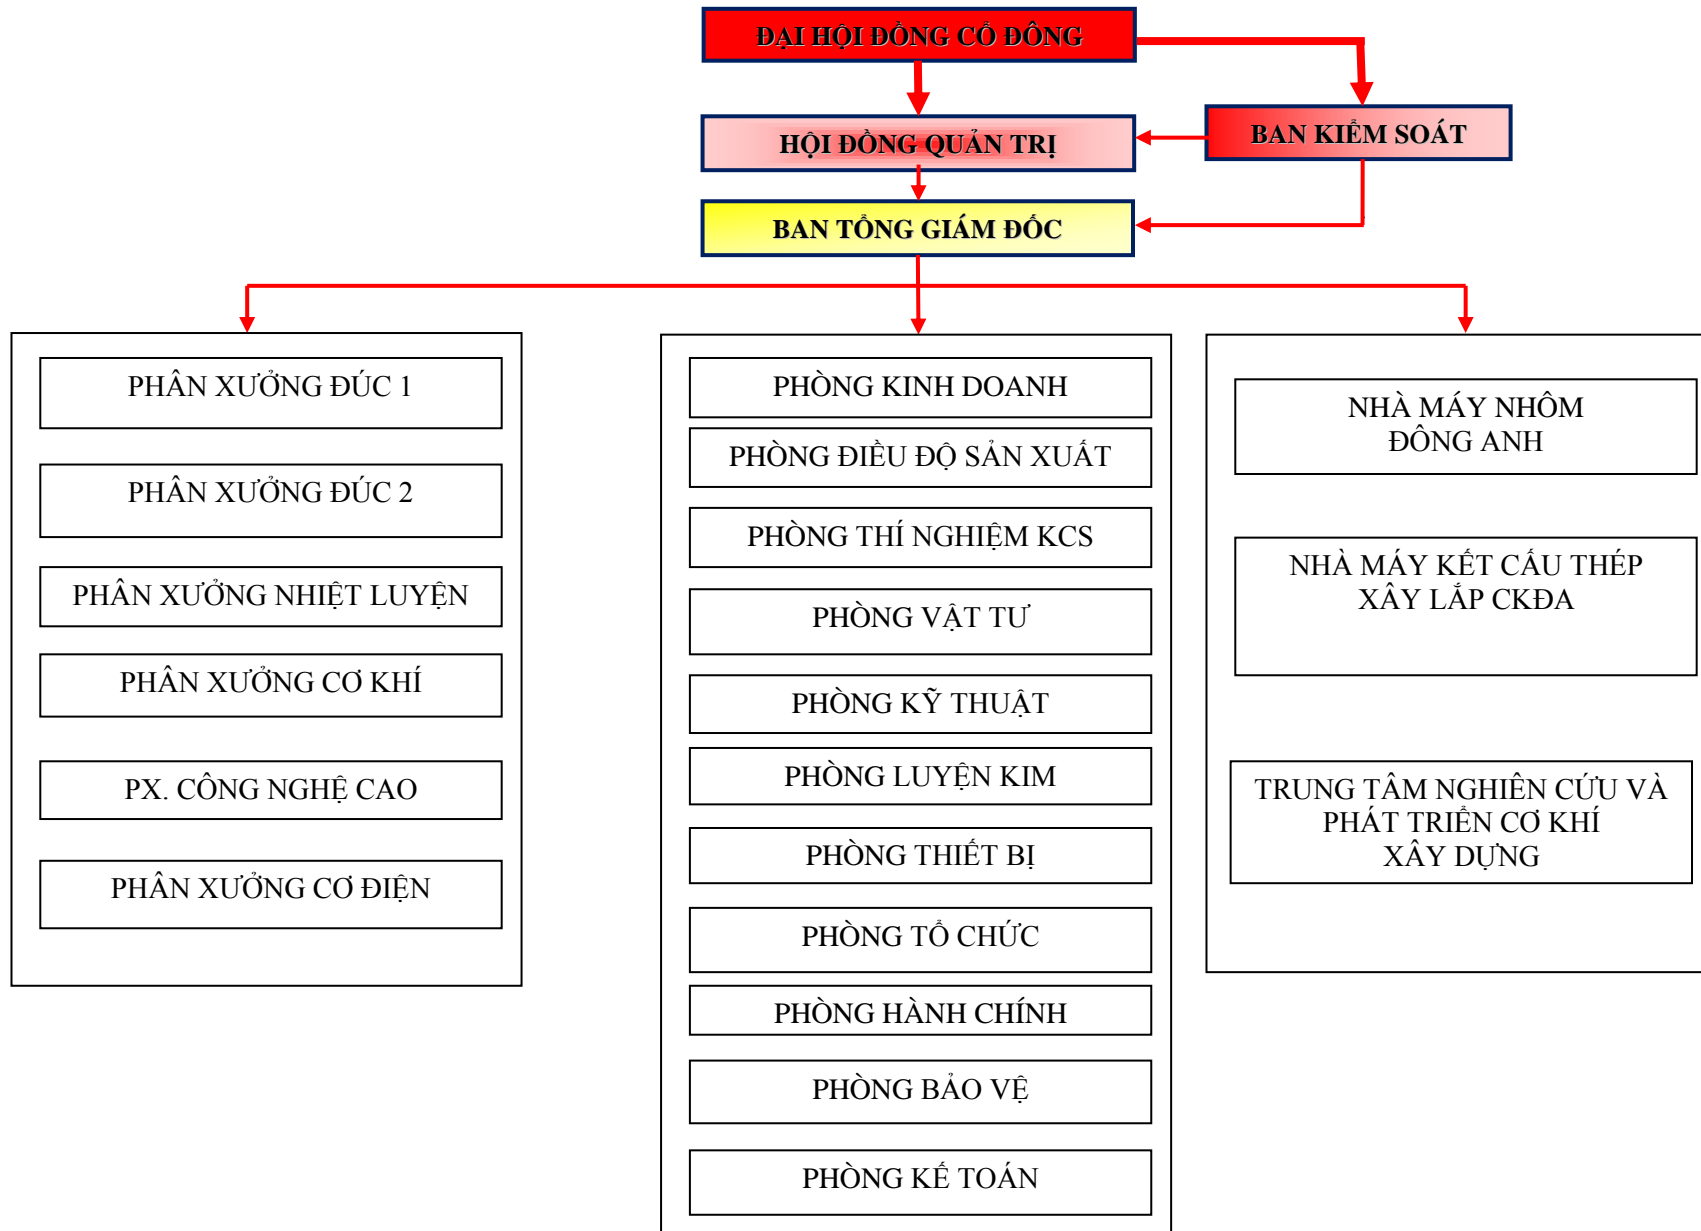 ĐẠI HỘI ĐỒNG CỔ ĐÔNG
HỘI ĐỒNG QUẢN TRỊ
BAN KIỂM SOÁT
BAN TỔNG GIÁM ĐỐC
PHÂN XƯỞNG ĐÚC 1
PHÂN XƯỞNG ĐÚC 2
PHÂN XƯỞNG NHIỆT LUYỆN
PHÂN XƯỞNG CƠ KHÍ
PX. CÔNG NGHỆ CAO
PHÂN XƯỞNG CƠ ĐIỆN
PHÒNG KINH DOANH
PHÒNG ĐIỀU ĐỘ SẢN XUẤT
PHÒNG THÍ NGHIỆM KCS
PHÒNG VẬT TƯ
PHÒNG KỸ THUẬT
PHÒNG LUYỆN KIM
PHÒNG THIẾT BỊ
PHÒNG TỔ CHỨC
PHÒNG HÀNH CHÍNH
PHÒNG BẢO VỆ
PHÒNG KẾ TOÁN
NHÀ MÁY NHÔM
ĐÔNG ANH
NHÀ MÁY KẾT CẤU THÉP
XÂY LẮP CKĐA
TRUNG TÂM NGHIÊN CỨU VÀ
PHÁT TRIỂN CƠ KHÍ
XÂY DỰNG